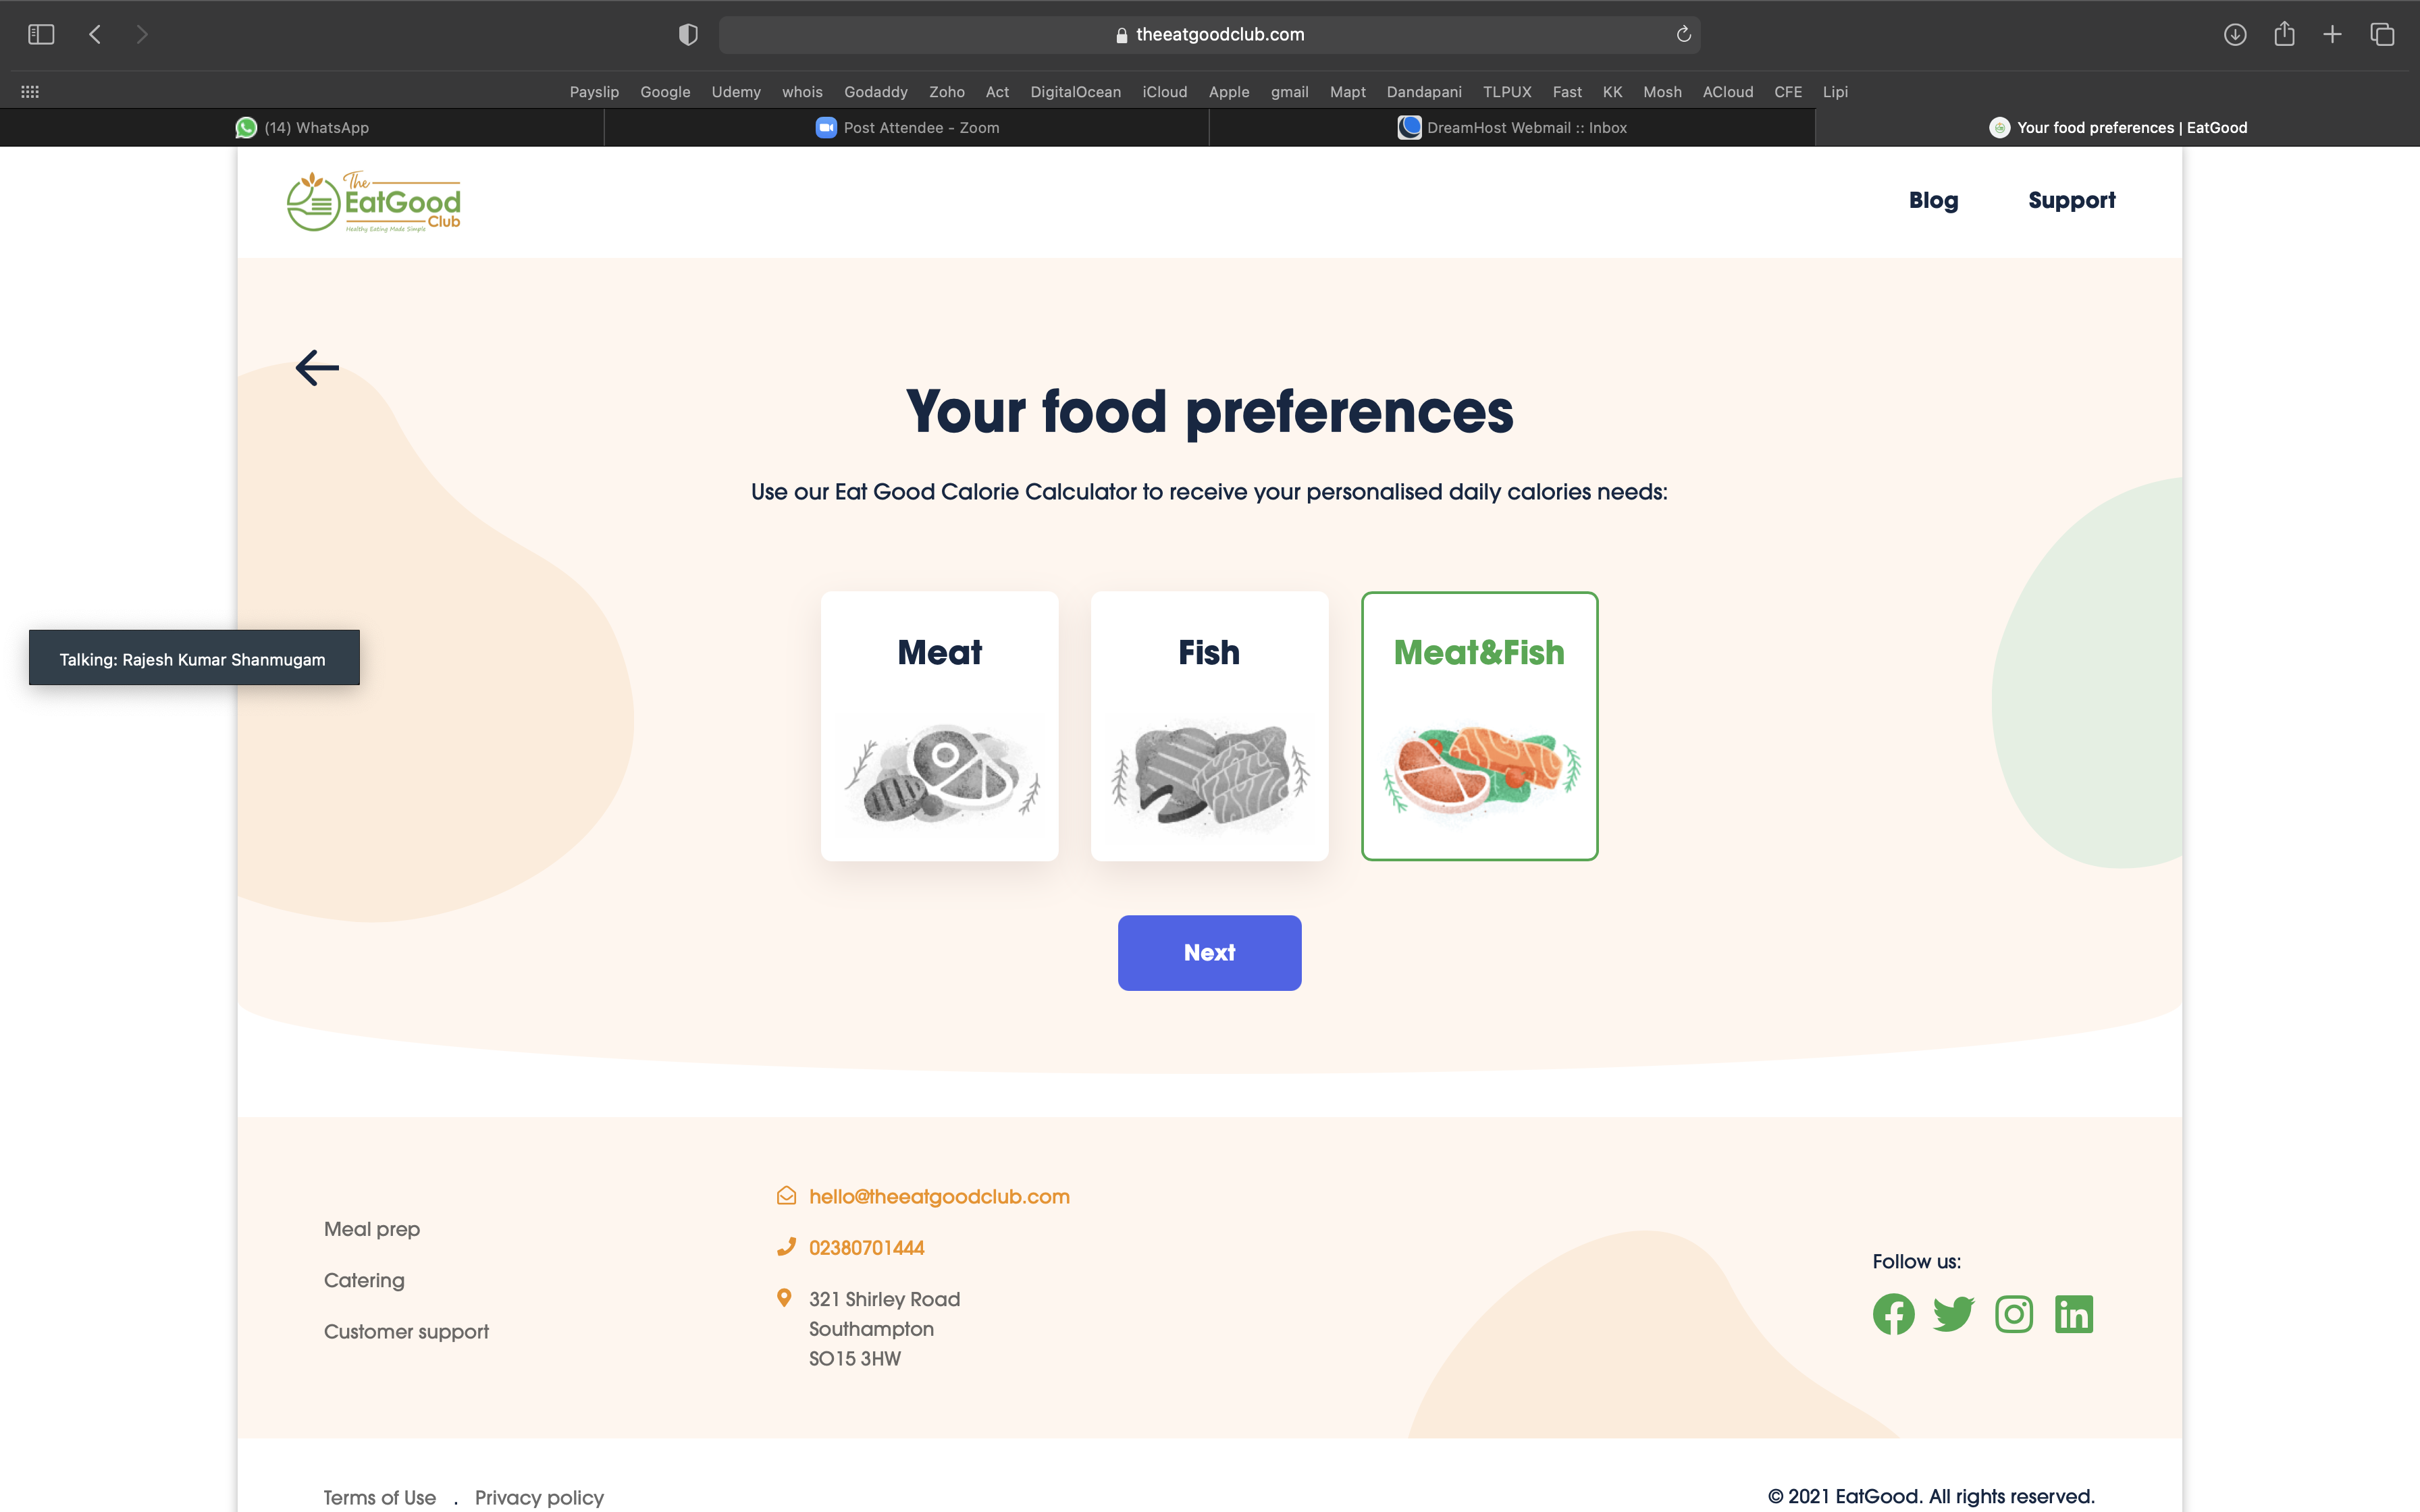 theeatgoodclub.com
Payslip Google Udemy whois Godaddy Zoho Act DigitalOcean iCloud Apple gmail Mapt Dandapani TLPUX Fast KK Mosh ACloud CFE Lipi
(14) WhatsApp
Post Attendee - Zoom
DreamHost Webmail :: Inbox
Your food preferences | EatGood
The
EatGood
Club
Healthy Eating Made Simple
Blog
Support
Your food preferences
Use our Eat Good Calorie Calculator to receive your personalised daily calories needs:
Talking: Rajesh Kumar Shanmugam
Meat
Fish
Meat&Fish
Next
Meal prep
Catering
Customer support
hello@theeatgoodclub.com
02380701444
321 Shirley Road
Southampton
SO15 3HW
Follow us:
Terms of Use . Privacy policy
© 2021 EatGood. All rights reserved.